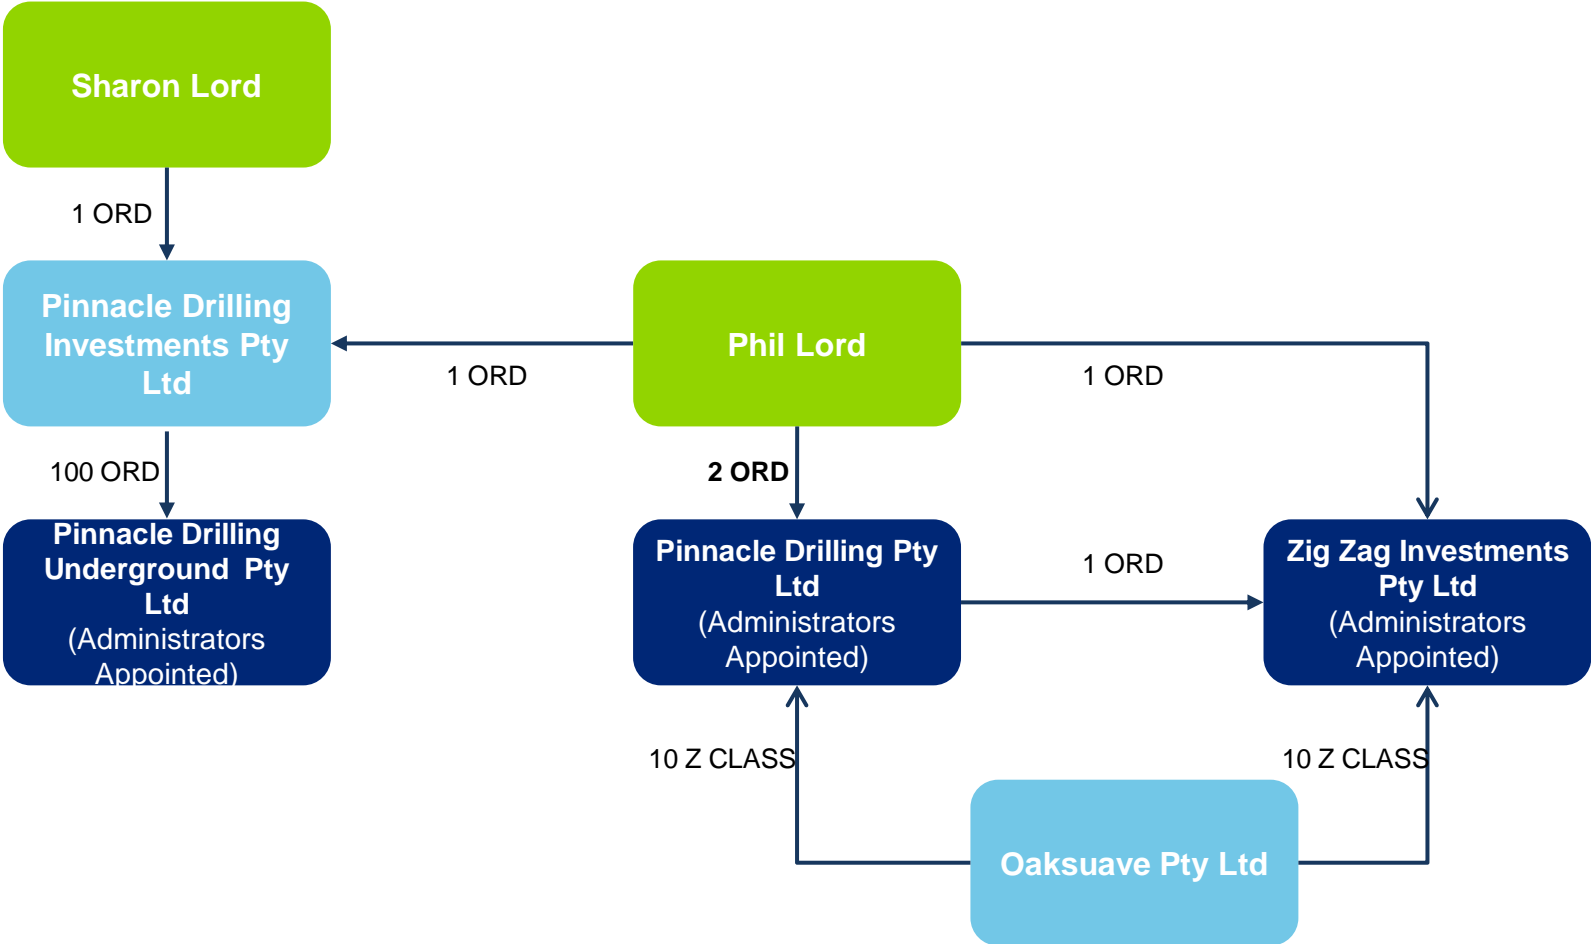 Sharon Lord
1 ORD
Pinnacle Drilling
Investments Pty
Ltd
1 ORD
Phil Lord
1 ORD
100 ORD
2 ORD
Pinnacle Drilling
Underground Pty
Ltd
(Administrators
Appointed)
Pinnacle Drilling Pty
Ltd
(Administrators
Appointed)
1 ORD
Zig Zag Investments
Pty Ltd
(Administrators
Appointed)
10 Z CLASS
10 Z CLASS
Oaksuave Pty Ltd